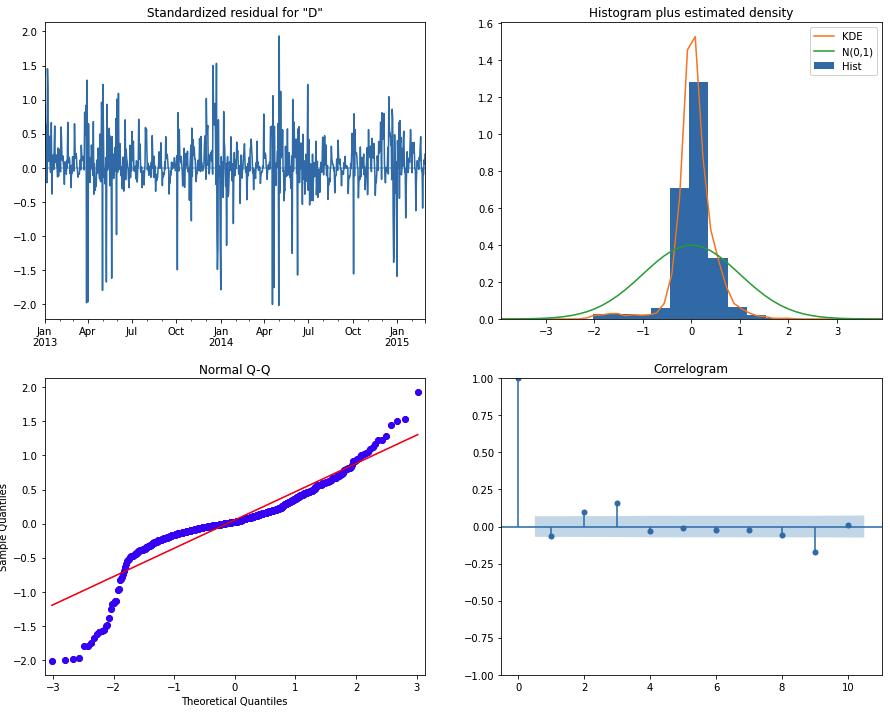 Standardized residual for "D"
2.0
1.5
1.0
0.5
0.0
−0.5
−1.0
−1.5
−2.0
Jan Apr Jul Oct Jan Apr Jul Oct Jan
2013 2014 2015
Histogram plus estimated density
1.6
1.4
1.2
1.0
0.8
0.6
0.4
0.2
0.0
KDE
N(0,1)
Hist
−3 −2 −1 0 1 2 3
Normal Q-Q
2.0
1.5
1.0
0.5
0.0
−0.5
−1.0
−1.5
−2.0
Sample Quantiles
−3 −2 −1 0 1 2 3
Theoretical Quantiles
Correlogram
1.00
0.75
0.50
0.25
0.00
−0.25
−0.50
−0.75
−1.00
0 2 4 6 8 10